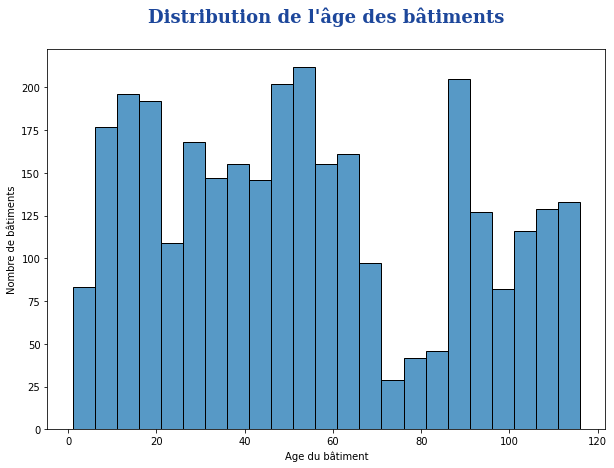 Distribution de l'âge des bâtiments
Nombre de bâtiments
200
175
150
125
100
75
50
25
0
0 20 40 60 80 100 120
Age du bâtiment